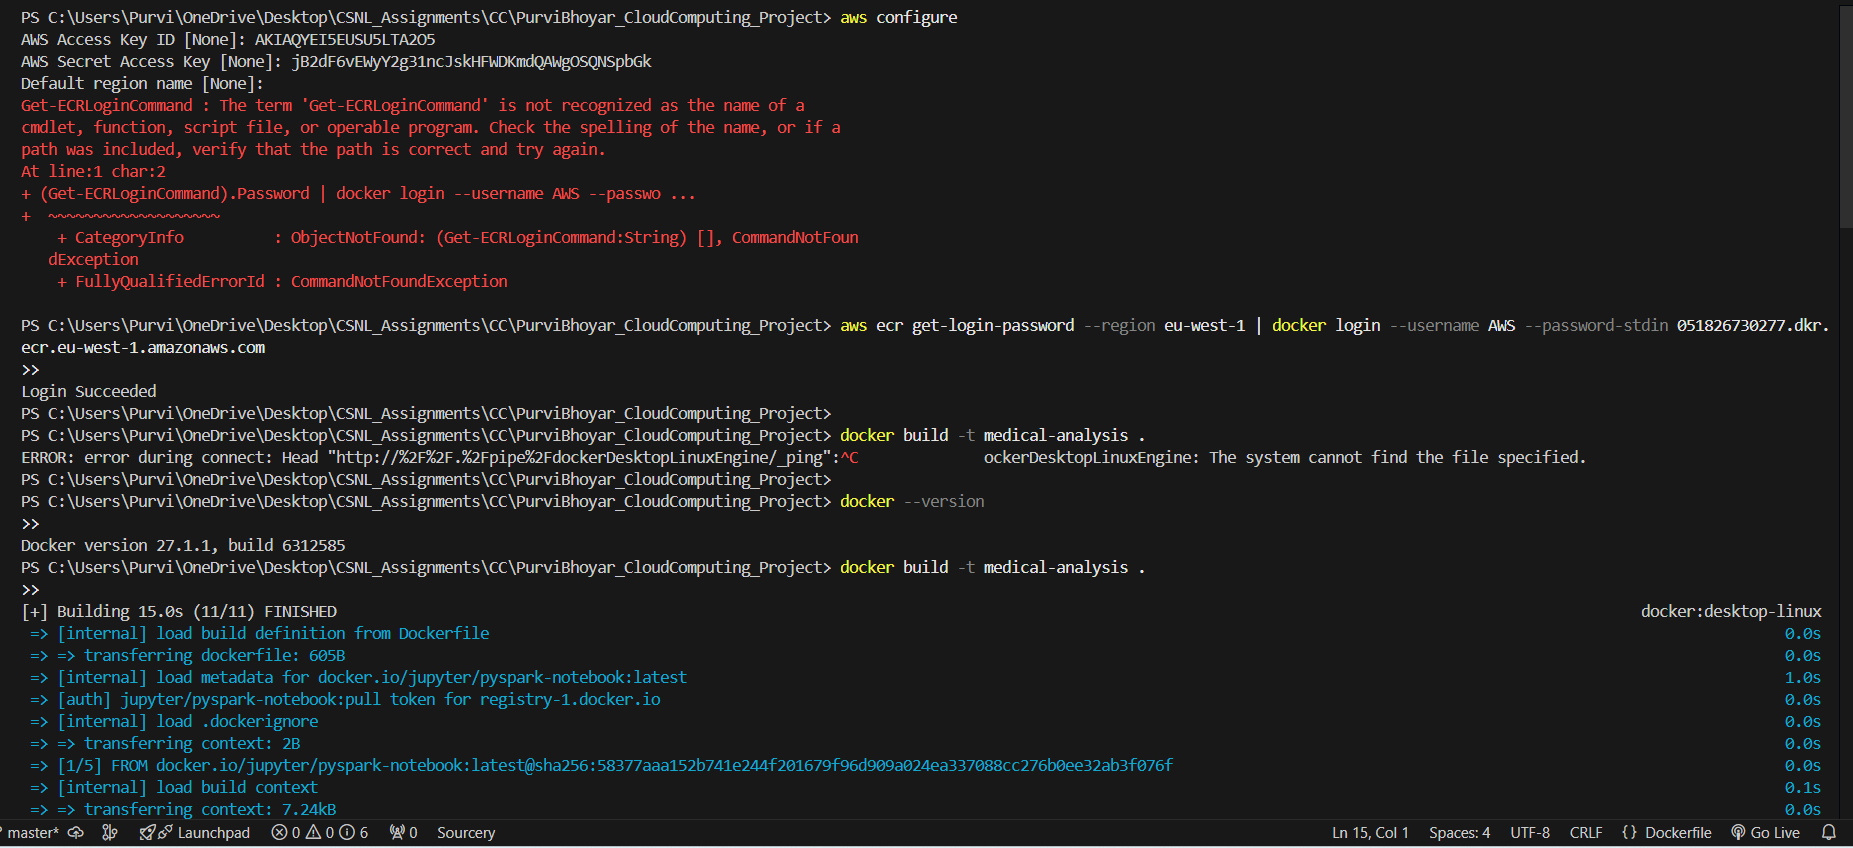 PS C:\Users\Purvi\OneDrive\Desktop\CSNL_Assignments\CC\PurviBhoyar_CloudComputing_Project> aws configure
AWS Access Key ID [None]: AKIAQYEI5EUSU5LTA2O5
AWS Secret Access Key [None]: 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
Default region name [None]:
Get-ECRLoginCommand : The term 'Get-ECRLoginCommand' is not recognized as the name of a
cmdlet, function, script file, or operable program. Check the spelling of the name, or if a
path was included, verify that the path is correct and try again.
At line:1 char:2
+ (Get-ECRLoginCommand).Password | docker login --username AWS --passwo ...
+  ~~~~~~~~~~~~~~~~~~~
    + CategoryInfo          : ObjectNotFound: (Get-ECRLoginCommand:String) [], CommandNotFoun
   dException
    + FullyQualifiedErrorId : CommandNotFoundException
PS C:\Users\Purvi\OneDrive\Desktop\CSNL_Assignments\CC\PurviBhoyar_CloudComputing_Project> aws ecr get-login-password --region eu-west-1 | docker login --username AWS --password-stdin 051826730277.dkr.
ecr.eu-west-1.amazonaws.com
>>
Login Succeeded
PS C:\Users\Purvi\OneDrive\Desktop\CSNL_Assignments\CC\PurviBhoyar_CloudComputing_Project>
PS C:\Users\Purvi\OneDrive\Desktop\CSNL_Assignments\CC\PurviBhoyar_CloudComputing_Project> docker build -t medical-analysis .
ERROR: error during connect: Head "http://%2F%2F.%2Fpipe%2FdockerDesktopLinuxEngine/_ping":^C              ockerDesktopLinuxEngine: The system cannot find the file specified.
PS C:\Users\Purvi\OneDrive\Desktop\CSNL_Assignments\CC\PurviBhoyar_CloudComputing_Project>
PS C:\Users\Purvi\OneDrive\Desktop\CSNL_Assignments\CC\PurviBhoyar_CloudComputing_Project> docker --version
>>
Docker version 27.1.1, build 6312585
PS C:\Users\Purvi\OneDrive\Desktop\CSNL_Assignments\CC\PurviBhoyar_CloudComputing_Project> docker build -t medical-analysis .
>>
[+] Building 15.0s (11/11) FINISHED docker:desktop-linux
=> [internal] load build definition from Dockerfile 0.0s
=> => transferring dockerfile: 605B 0.0s
=> [internal] load metadata for docker.io/jupyter/pyspark-notebook:latest 1.0s
=> [auth] jupyter/pyspark-notebook:pull token for registry-1.docker.io 0.0s
=> [internal] load .dockerignore 0.0s
=> => transferring context: 2B 0.0s
=> [1/5] FROM docker.io/jupyter/pyspark-notebook:latest@sha256:58377aaa152b741e244f201679f96d909a024ea337088cc276b0ee32ab3f076f 0.0s
=> [internal] load build context 0.1s
=> => transferring context: 7.24kB 0.0s
master* Launchpad 0 0 6 0 Sourcery Ln 15, Col 1 Spaces: 4 UTF-8 CRLF {} Dockerfile Go Live